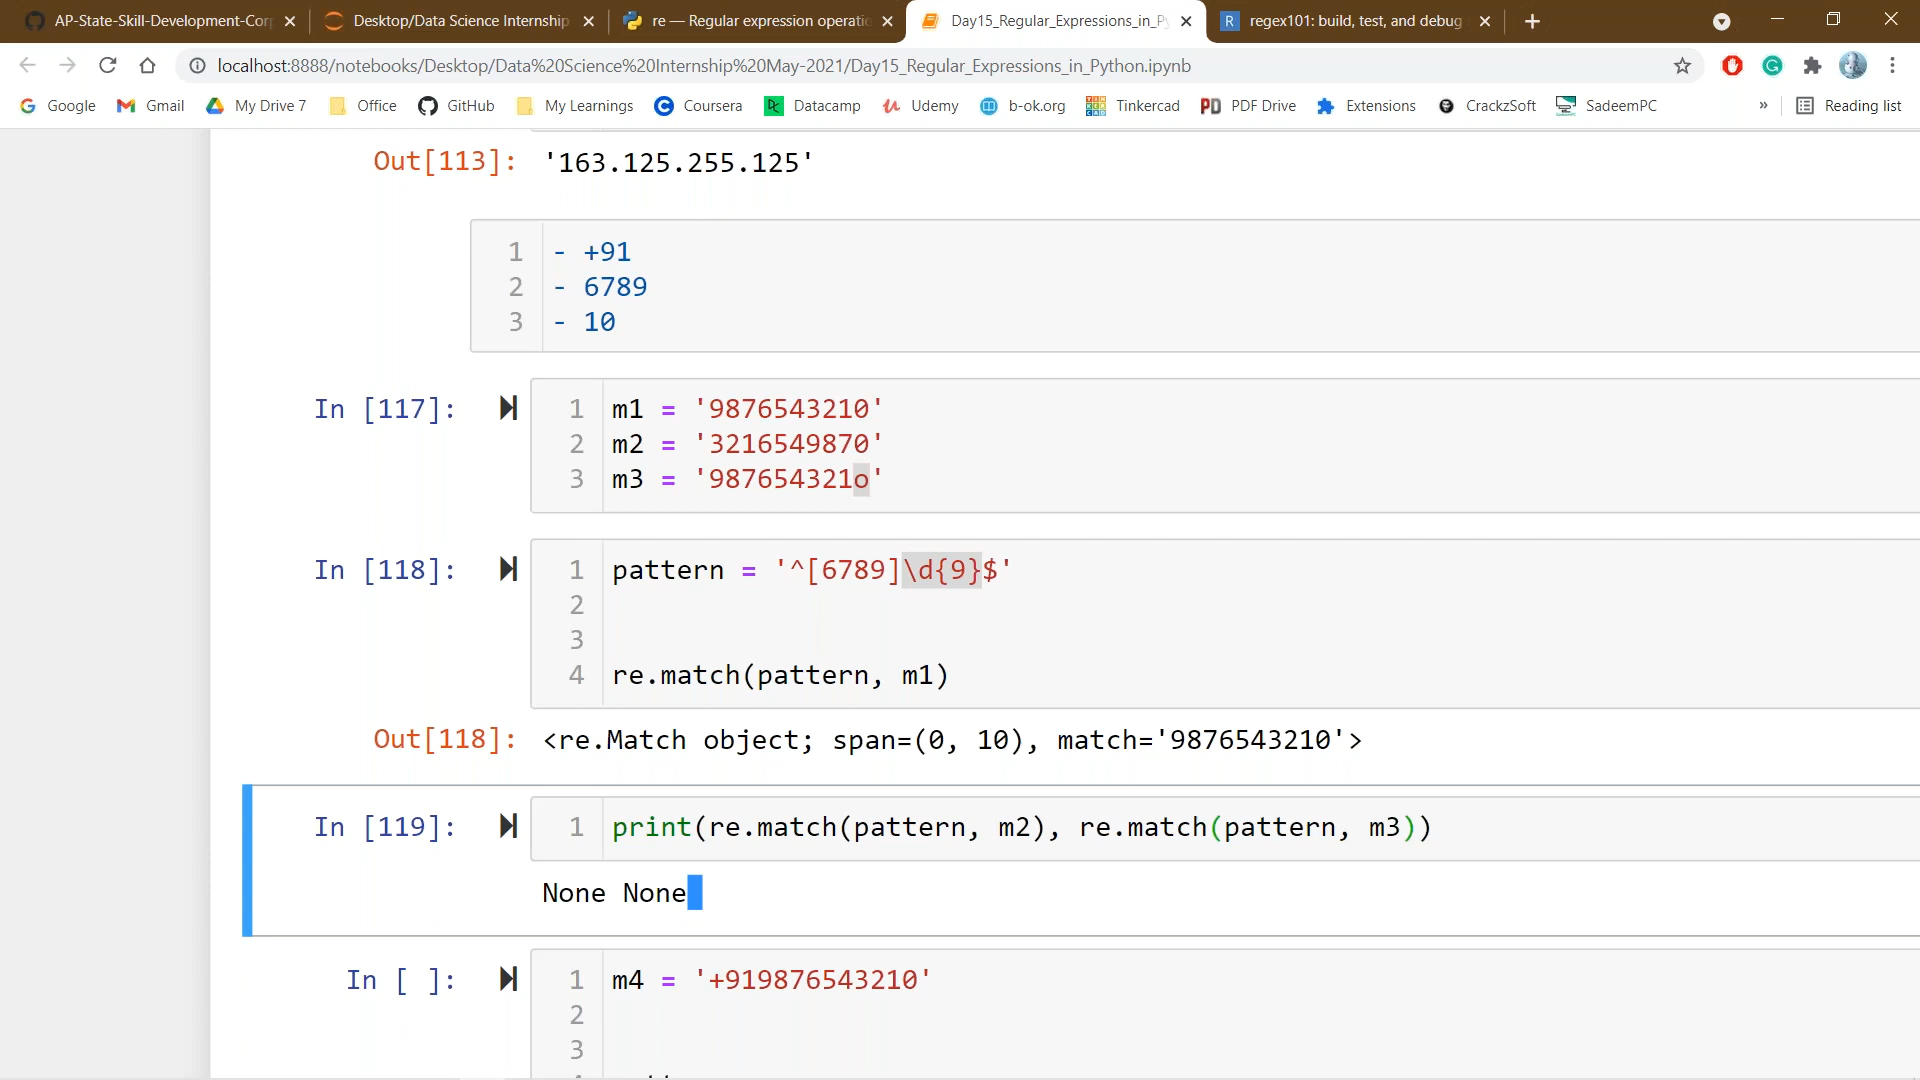 AP-State-Skill-Development-Cor
Desktop/Data Science Internship
re — Regular expression operatio
Day15_Regular_Expressions_in_Py
R regex101: build, test, and debug
localhost:8888/notebooks/Desktop/Data%20Science%20Internship%20May-2021/Day15_Regular_Expressions_in_Python.ipynb
Google Gmail My Drive 7 Office GitHub My Learnings Coursera Datacamp Udemy b-ok.org Tinkercad PDF Drive Extensions CrackzSoft SadeemPC » Reading list
Out[113]: '163.125.255.125'
1 - +91
2 - 6789
3 - 10
In [117]: 1 m1 = '9876543210'
2 m2 = '3216549870'
3 m3 = '987654321o'
In [118]: 1 pattern = '^[6789]\d{9}$'
2
3
4 re.match(pattern, m1)
Out[118]: <re.Match object; span=(0, 10), match='9876543210'>
In [119]: 1 print(re.match(pattern, m2), re.match(pattern, m3))
None None
In [ ]: 1 m4 = '+919876543210'
2
3